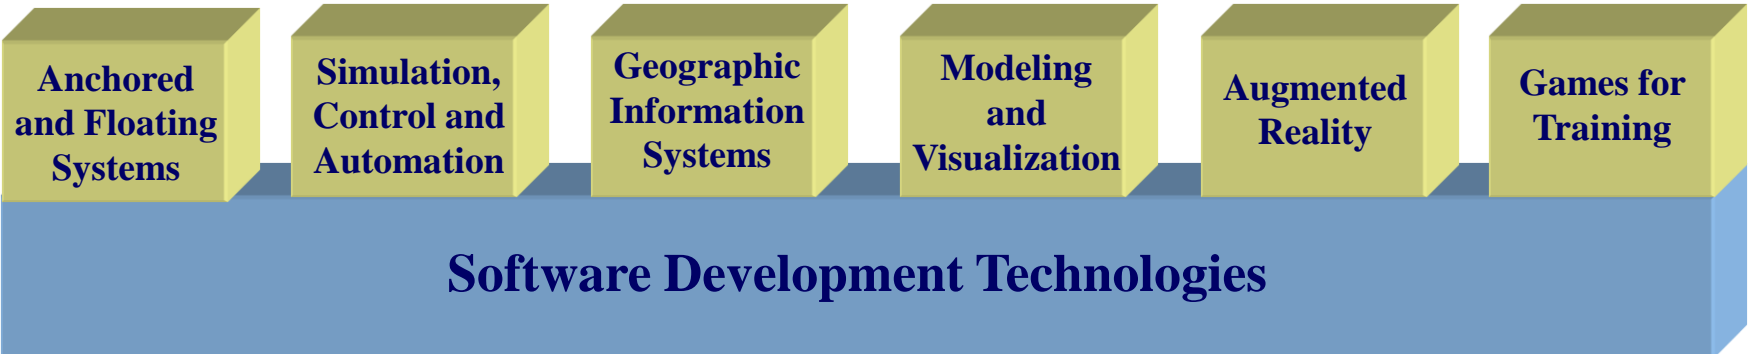 Anchored
and Floating
Systems
Simulation,
Control and
Automation
Geographic
Information
Systems
Modeling
and
Visualization
Augmented
Reality
Games for
Training
Software Development Technologies